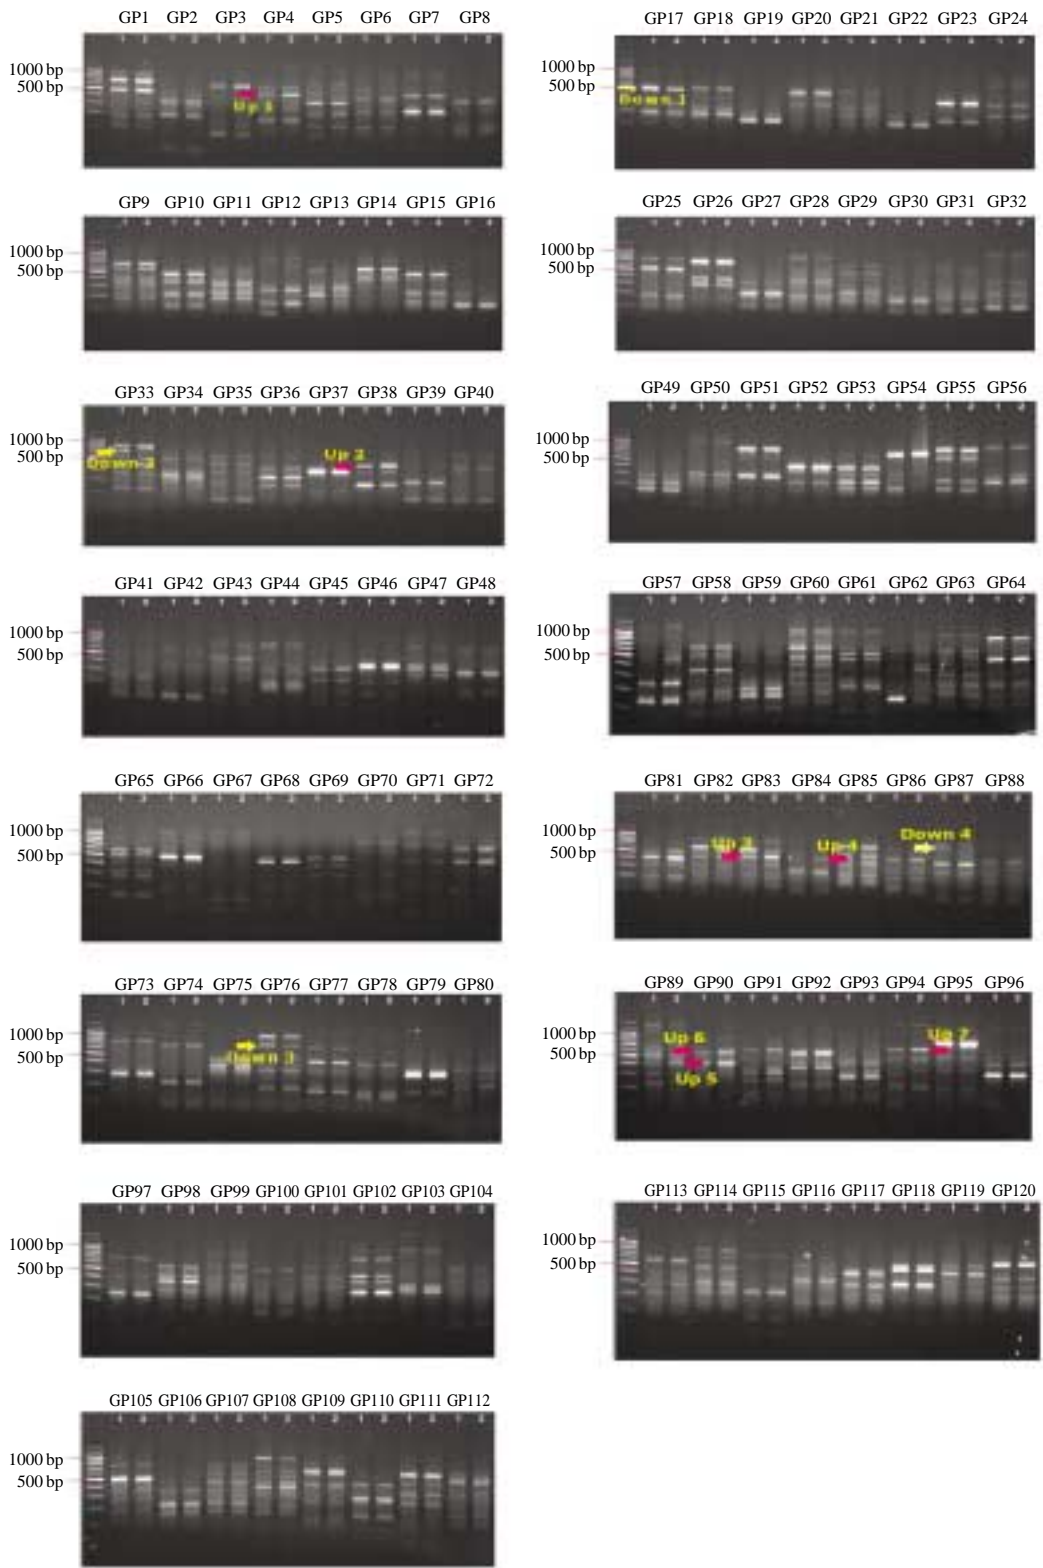 GP1 GP2 GP3 GP4 GP5 GP6 GP7 GP8
1000 bp
500 bp
Up 1
GP17 GP18 GP19 GP20 GP21 GP22 GP23 GP24
1000 bp
500 bp
Down 1
GP9 GP10 GP11 GP12 GP13 GP14 GP15 GP16
1000 bp
500 bp
GP25 GP26 GP27 GP28 GP29 GP30 GP31 GP32
1000 bp
500 bp
GP33 GP34 GP35 GP36 GP37 GP38 GP39 GP40
1000 bp
500 bp
Down 2
Up 2
GP49 GP50 GP51 GP52 GP53 GP54 GP55 GP56
1000 bp
500 bp
GP41 GP42 GP43 GP44 GP45 GP46 GP47 GP48
1000 bp
500 bp
GP57 GP58 GP59 GP60 GP61 GP62 GP63 GP64
1000 bp
500 bp
GP65 GP66 GP67 GP68 GP69 GP70 GP71 GP72
1000 bp
500 bp
GP81 GP82 GP83 GP84 GP85 GP86 GP87 GP88
1000 bp
500 bp
Up 3
Up 4
Down 4
GP73 GP74 GP75 GP76 GP77 GP78 GP79 GP80
1000 bp
500 bp
Down 3
GP89 GP90 GP91 GP92 GP93 GP94 GP95 GP96
1000 bp
500 bp
Up 6
Up 5
Up 7
GP97 GP98 GP99 GP100 GP101 GP102 GP103 GP104
1000 bp
500 bp
GP113 GP114 GP115 GP116 GP117 GP118 GP119 GP120
1000 bp
500 bp
GP105 GP106 GP107 GP108 GP109 GP110 GP111 GP112
1000 bp
500 bp